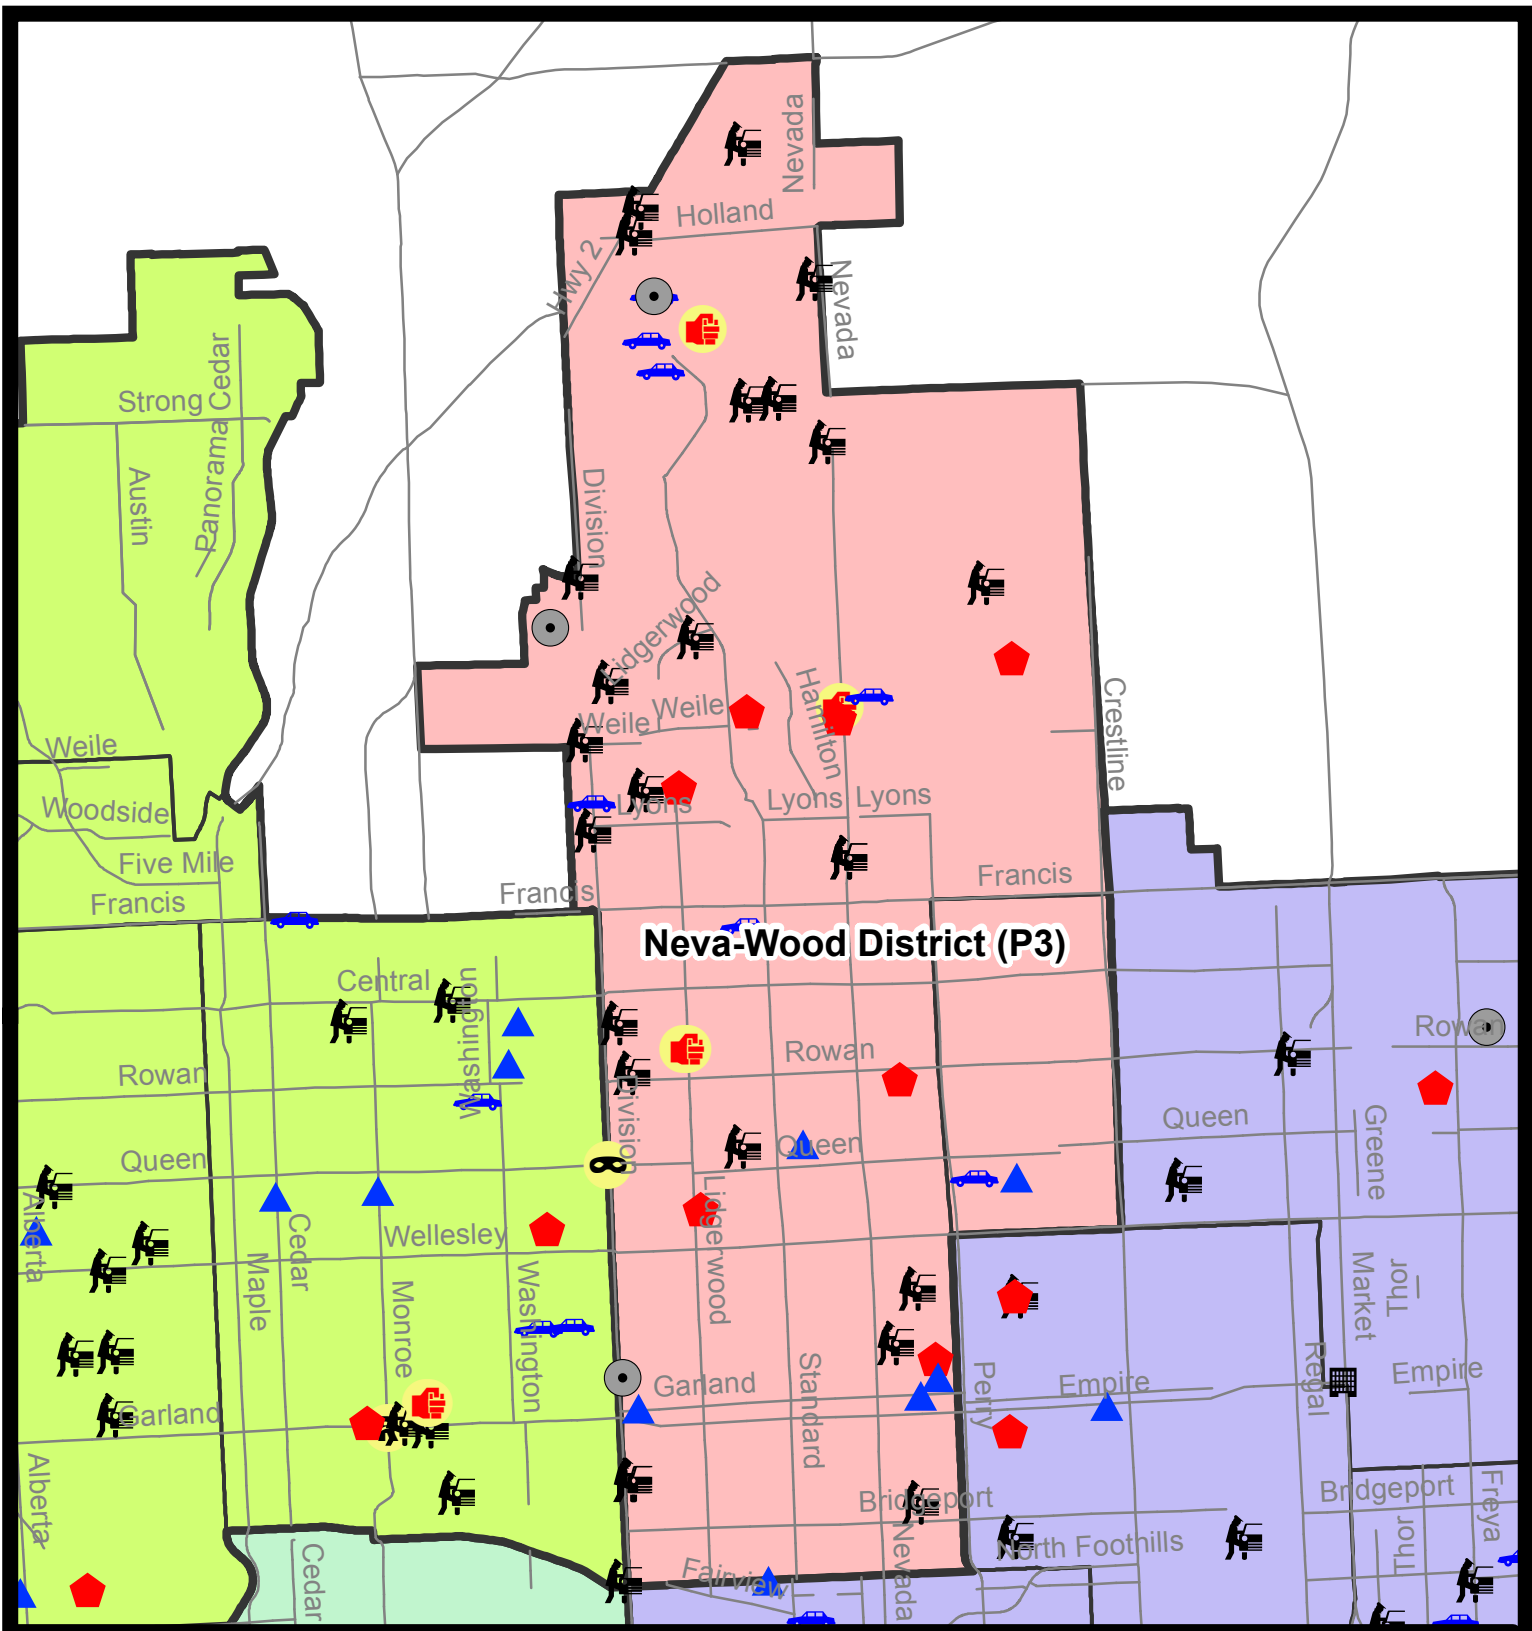 Nevada
Holland
Hwy 2
Nevada
Strong
Panorama Cedar
Austin
Division
Lidgerwood
Weile
Weile
Hamilton
Crestline
Weile
Woodside
Lyons
Lyons
Lyons
Five Mile
Francis
Francis
Francis
Neva-Wood District (P3)
Central
Washington
Rowan
Rowan
Rowan
Division
Queen
Queen
Queen
Greene
Alberta
Cedar
Wellesley
Lidgerwood
Maple
Monroe
Washington
Market
Thor
Garland
Standard
Perry
Empire
Regal
Empire
Garland
Alberta
Bridgeport
Bridgeport
Freya
Nevada
North Foothills
Thor
Cedar
Fairview